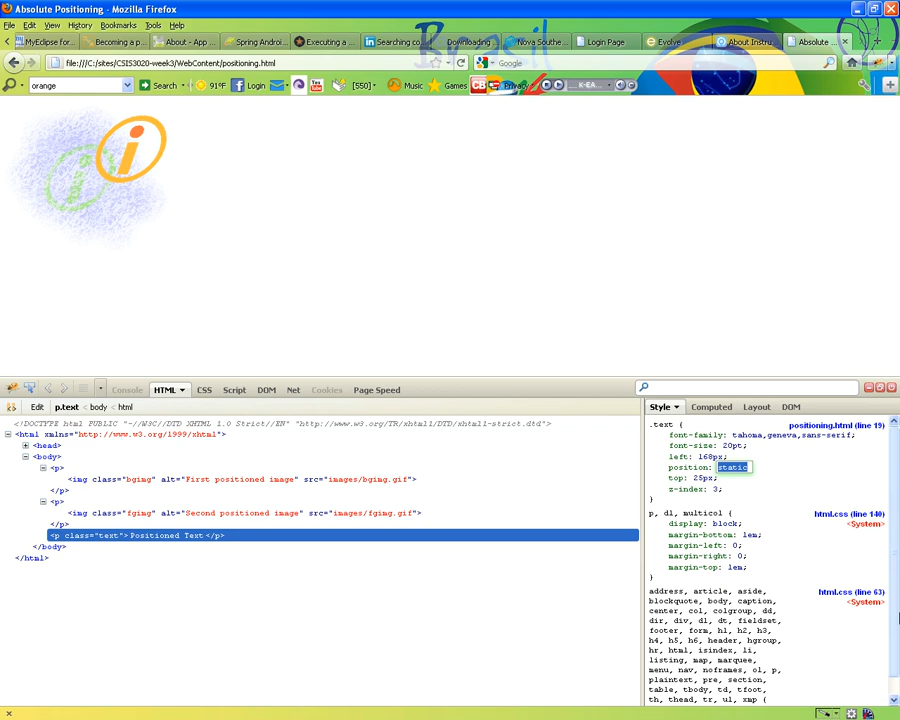 Absolute Positioning - Mozilla Firefox
File Edit View History Bookmarks Tools Help
Brasil
MyEclipse for... Becoming a p... About - App ... Spring Androi... Executing a ... Searching co... Downloading Nova Southe... Login Page Evolve About Instru... Absolute ...
file:///C:/sites/CSIS3020-week3/WebContent/positioning.html Google
orange Search 91°F Login You Tube [550] Music Games CB Privacy K-EA...
i
i
Console HTML CSS Script DOM Net Cookies Page Speed
Edit p.text < body < html
Style Computed Layout DOM
<!DOCTYPE html PUBLIC "-//W3C//DTD XHTML 1.0 Strict//EN" "http://www.w3.org/TR/xhtml1/DTD/xhtml1-strict.dtd">
<html xmlns="http://www.w3.org/1999/xhtml">
<head>
<body>
<p>
<img class="bgimg" alt="First positioned image" src="images/bgimg.gif">
</p>
<p>
<img class="fgimg" alt="Second positioned image" src="images/fgimg.gif">
</p>
<p class="text">Positioned Text</p>
</body>
</html>
.text { positioning.html (line 19)
font-family: tahoma,geneva,sans-serif;
font-size: 20pt;
left: 168px;
position: static
top: 25px;
z-index: 3;
}
p, dl, multicol { html.css (line 140)
display: block; <System>
margin-bottom: 1em;
margin-left: 0;
margin-right: 0;
margin-top: 1em;
}
address, article, aside, html.css (line 63)
blockquote, body, caption, <System>
center, col, colgroup, dd,
dir, div, dl, dt, fieldset,
footer, form, h1, h2, h3,
h4, h5, h6, header, hgroup,
hr, html, isindex, li,
listing, map, marquee,
menu, nav, noframes, ol, p,
plaintext, pre, section,
table, tbody, td, tfoot,
th, thead, tr, ul, xmp {